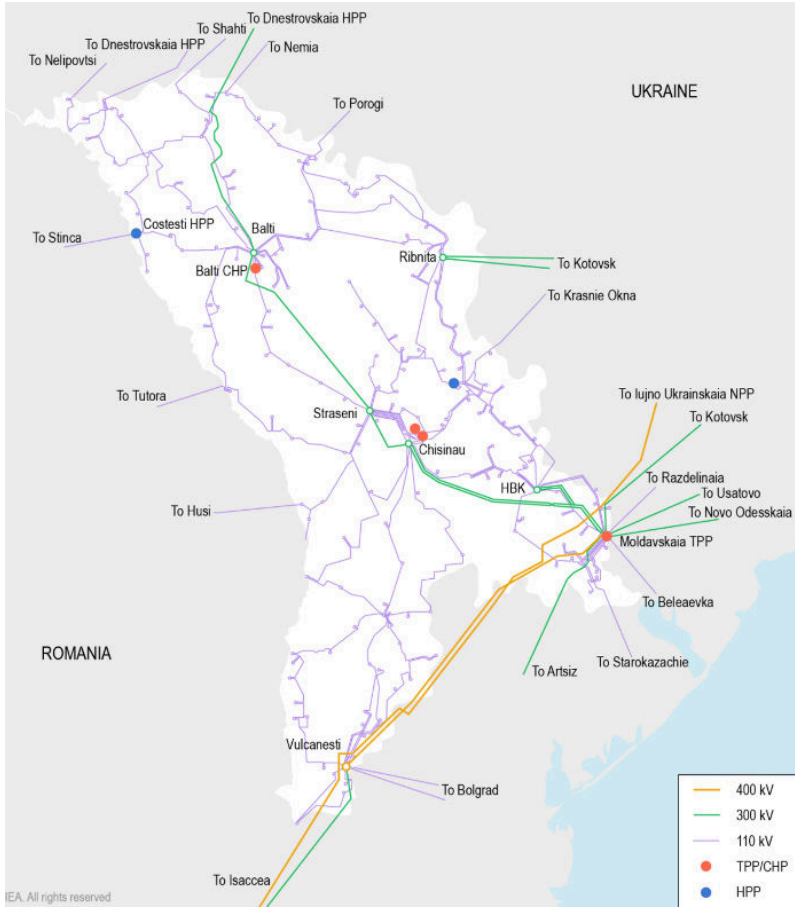 To Dnestrovskaia HPP
To Shahti
To Dnestrovskaia HPP
To Nemia
To Nelipovtsi
UKRAINE
To Porogi
Costesti HPP
Balti
To Stinca
Ribnita
To Kotovsk
Balti CHP
To Krasnie Okna
To Tutora
To Iujno Ukrainskaia NPP
Straseni
To Kotovsk
Chisinau
To Razdelinaia
HBK
To Usatovo
To Husi
To Novo Odesskaia
Moldavskaia TPP
To Beleaevka
ROMANIA
To Starokazachie
To Artsiz
Vulcanesti
To Bolgrad
400 kV
300 kV
110 kV
TPP/CHP
HPP
To Isaccea
IEA. All rights reserved